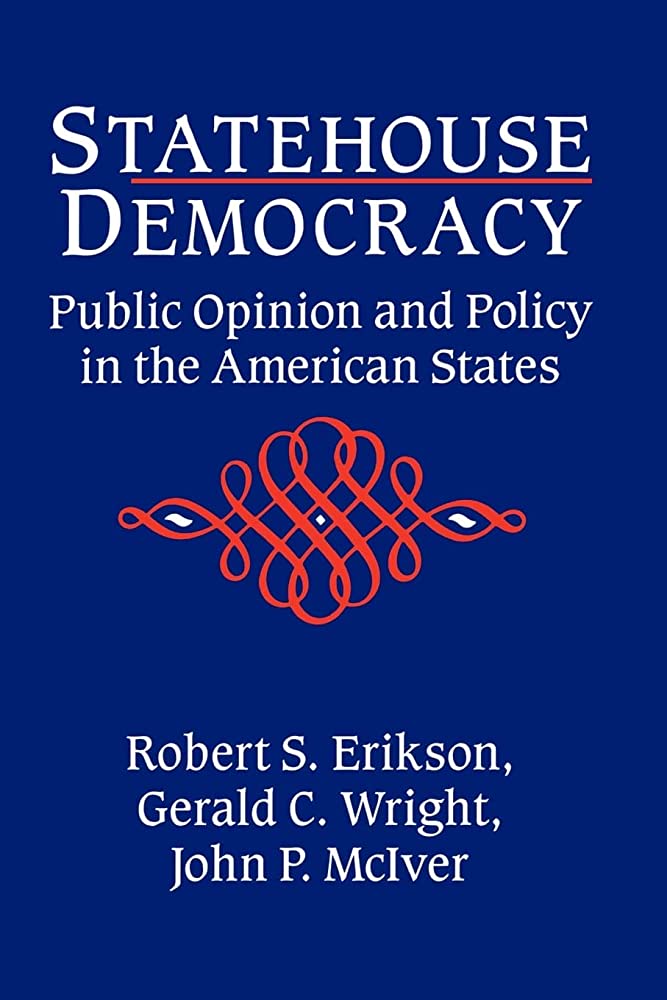 STATEHOUSE
DEMOCRACY
Public Opinion and Policy
in the American States
Robert S. Erikson,
Gerald C. Wright,
John P. McIver